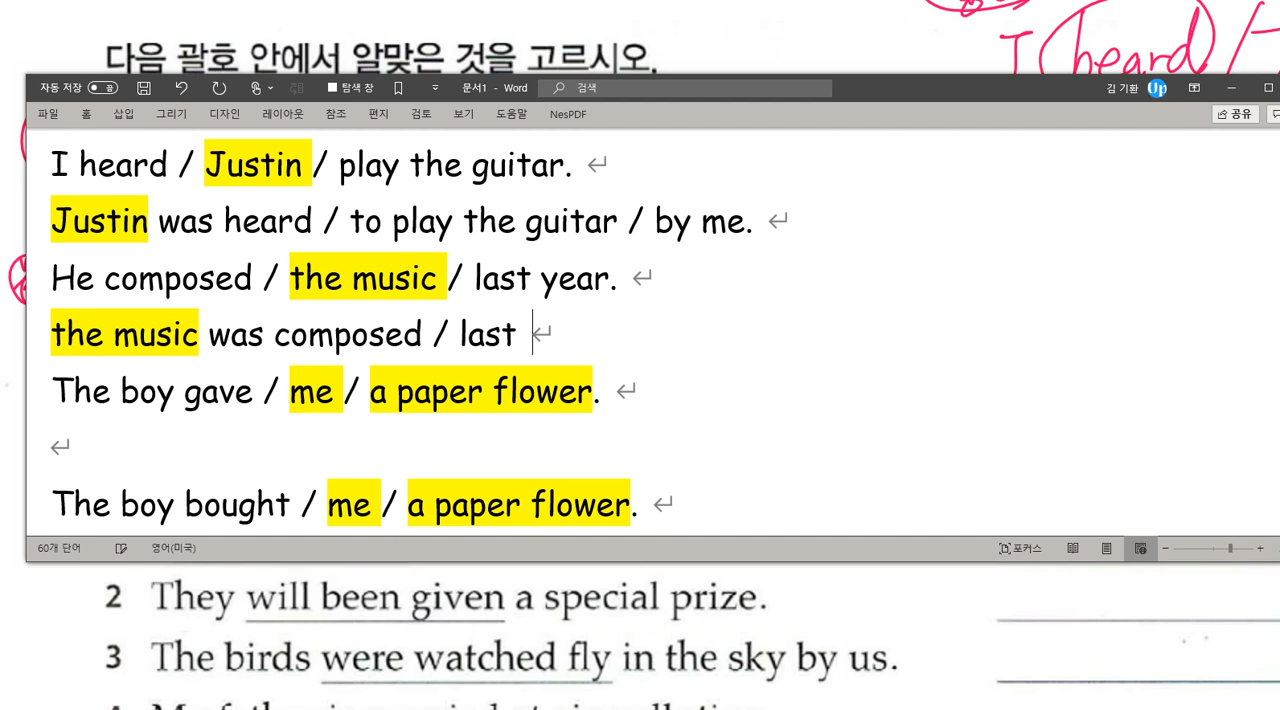 다음 괄호 안에서 알맞은 것을 고르시오.
I heard /
자동 저장 문서1 - Word 검색 김 기환 Up
탐색 창
파일 홈 삽입 그리기 디자인 레이아웃 참조 편지 검토 보기 도움말 NesPDF 공유
I heard / Justin / play the guitar.
Justin was heard / to play the guitar / by me.
He composed / the music / last year.
the music was composed / last
The boy gave / me / a paper flower.
The boy bought / me / a paper flower.
60개 단어 영어(미국) 포커스
2 They will been given a special prize.
3 The birds were watched fly in the sky by us.